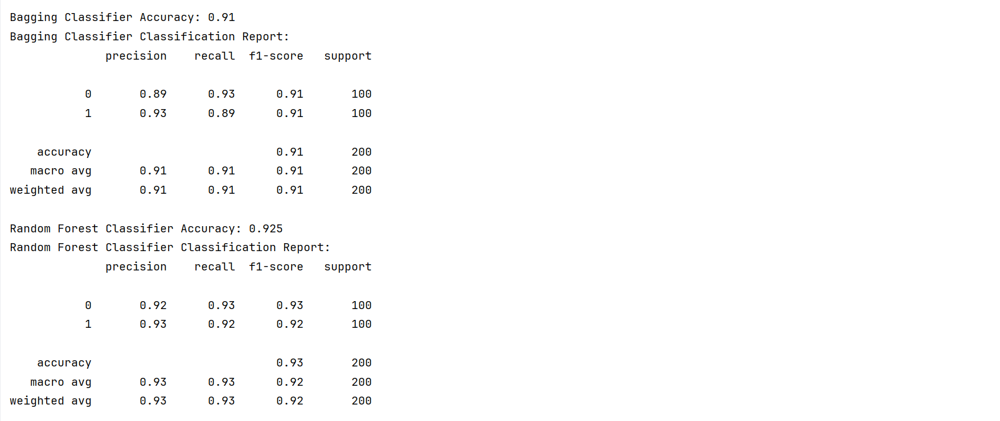 Bagging Classifier Accuracy: 0.91
Bagging Classifier Classification Report:
              precision    recall  f1-score   support

           0       0.89      0.93      0.91       100
           1       0.93      0.89      0.91       100

    accuracy                           0.91       200
   macro avg       0.91      0.91      0.91       200
weighted avg       0.91      0.91      0.91       200

Random Forest Classifier Accuracy: 0.925
Random Forest Classifier Classification Report:
              precision    recall  f1-score   support

           0       0.92      0.93      0.93       100
           1       0.93      0.92      0.92       100

    accuracy                           0.93       200
   macro avg       0.93      0.93      0.92       200
weighted avg       0.93      0.93      0.92       200